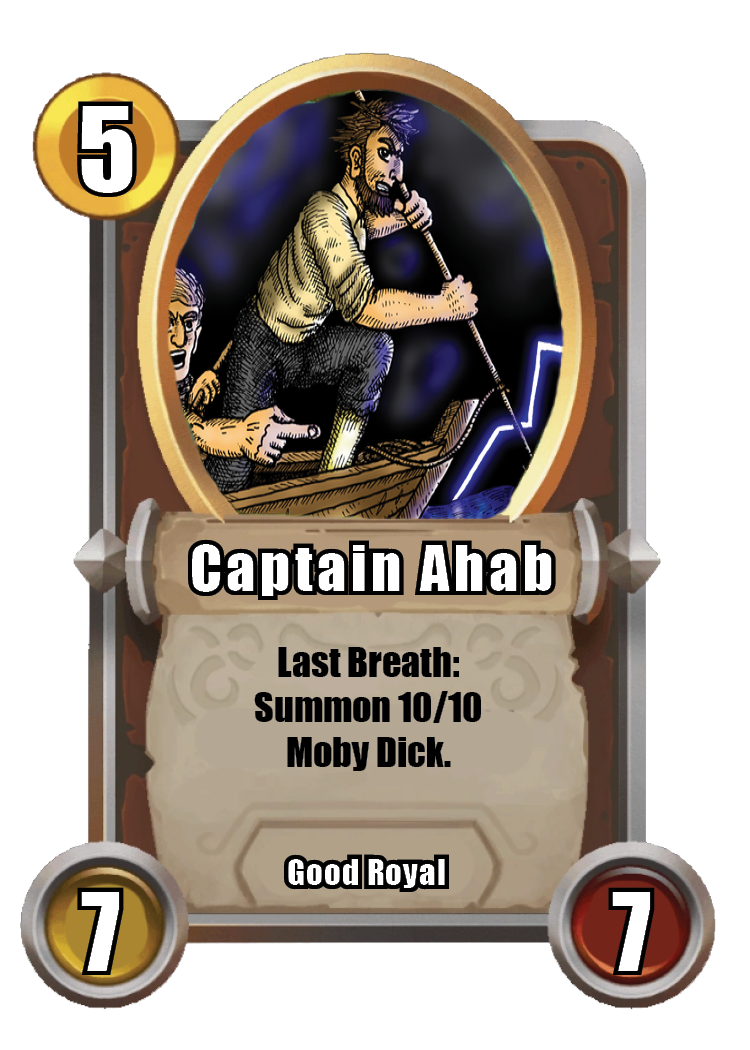 5
Captain Ahab
Last Breath:
Summon 10/10
Moby Dick.
Good Royal
7
7